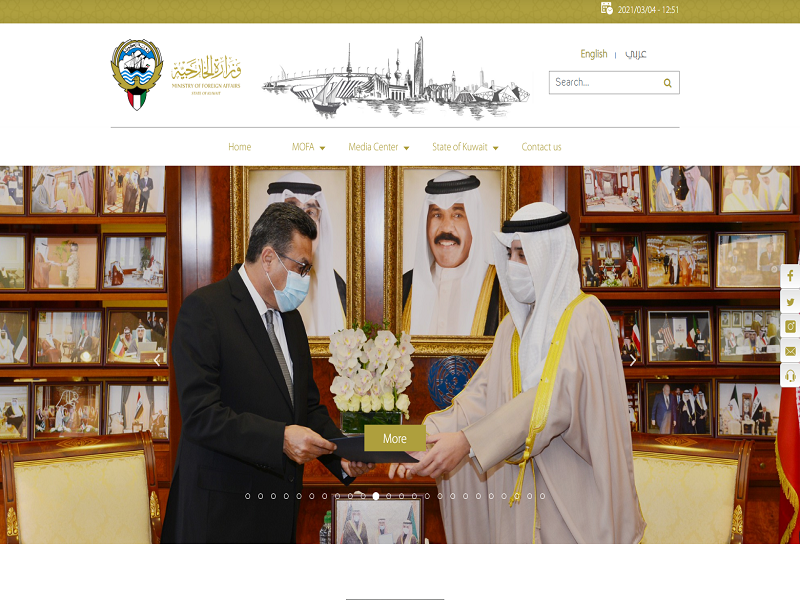 2021/03/04 - 12:51
English | عربي
وزارة الخارجية
MINISTRY OF FOREIGN AFFAIRS
STATE OF KUWAIT
Search...
Home MOFA Media Center State of Kuwait Contact us
More